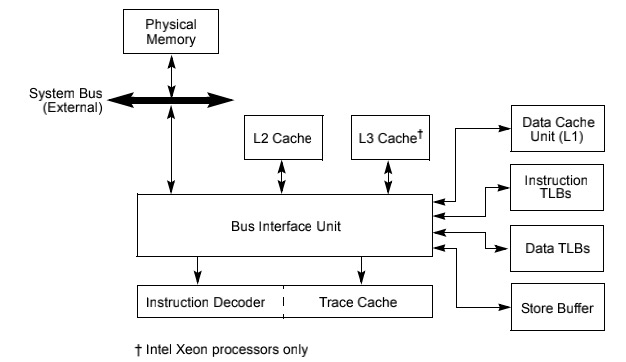 Physical
Memory
System Bus
(External)
L2 Cache
L3 Cache†
Data Cache
Unit (L1)
Instruction
TLBs
Bus Interface Unit
Data TLBs
Instruction Decoder
Trace Cache
Store Buffer
† Intel Xeon processors only